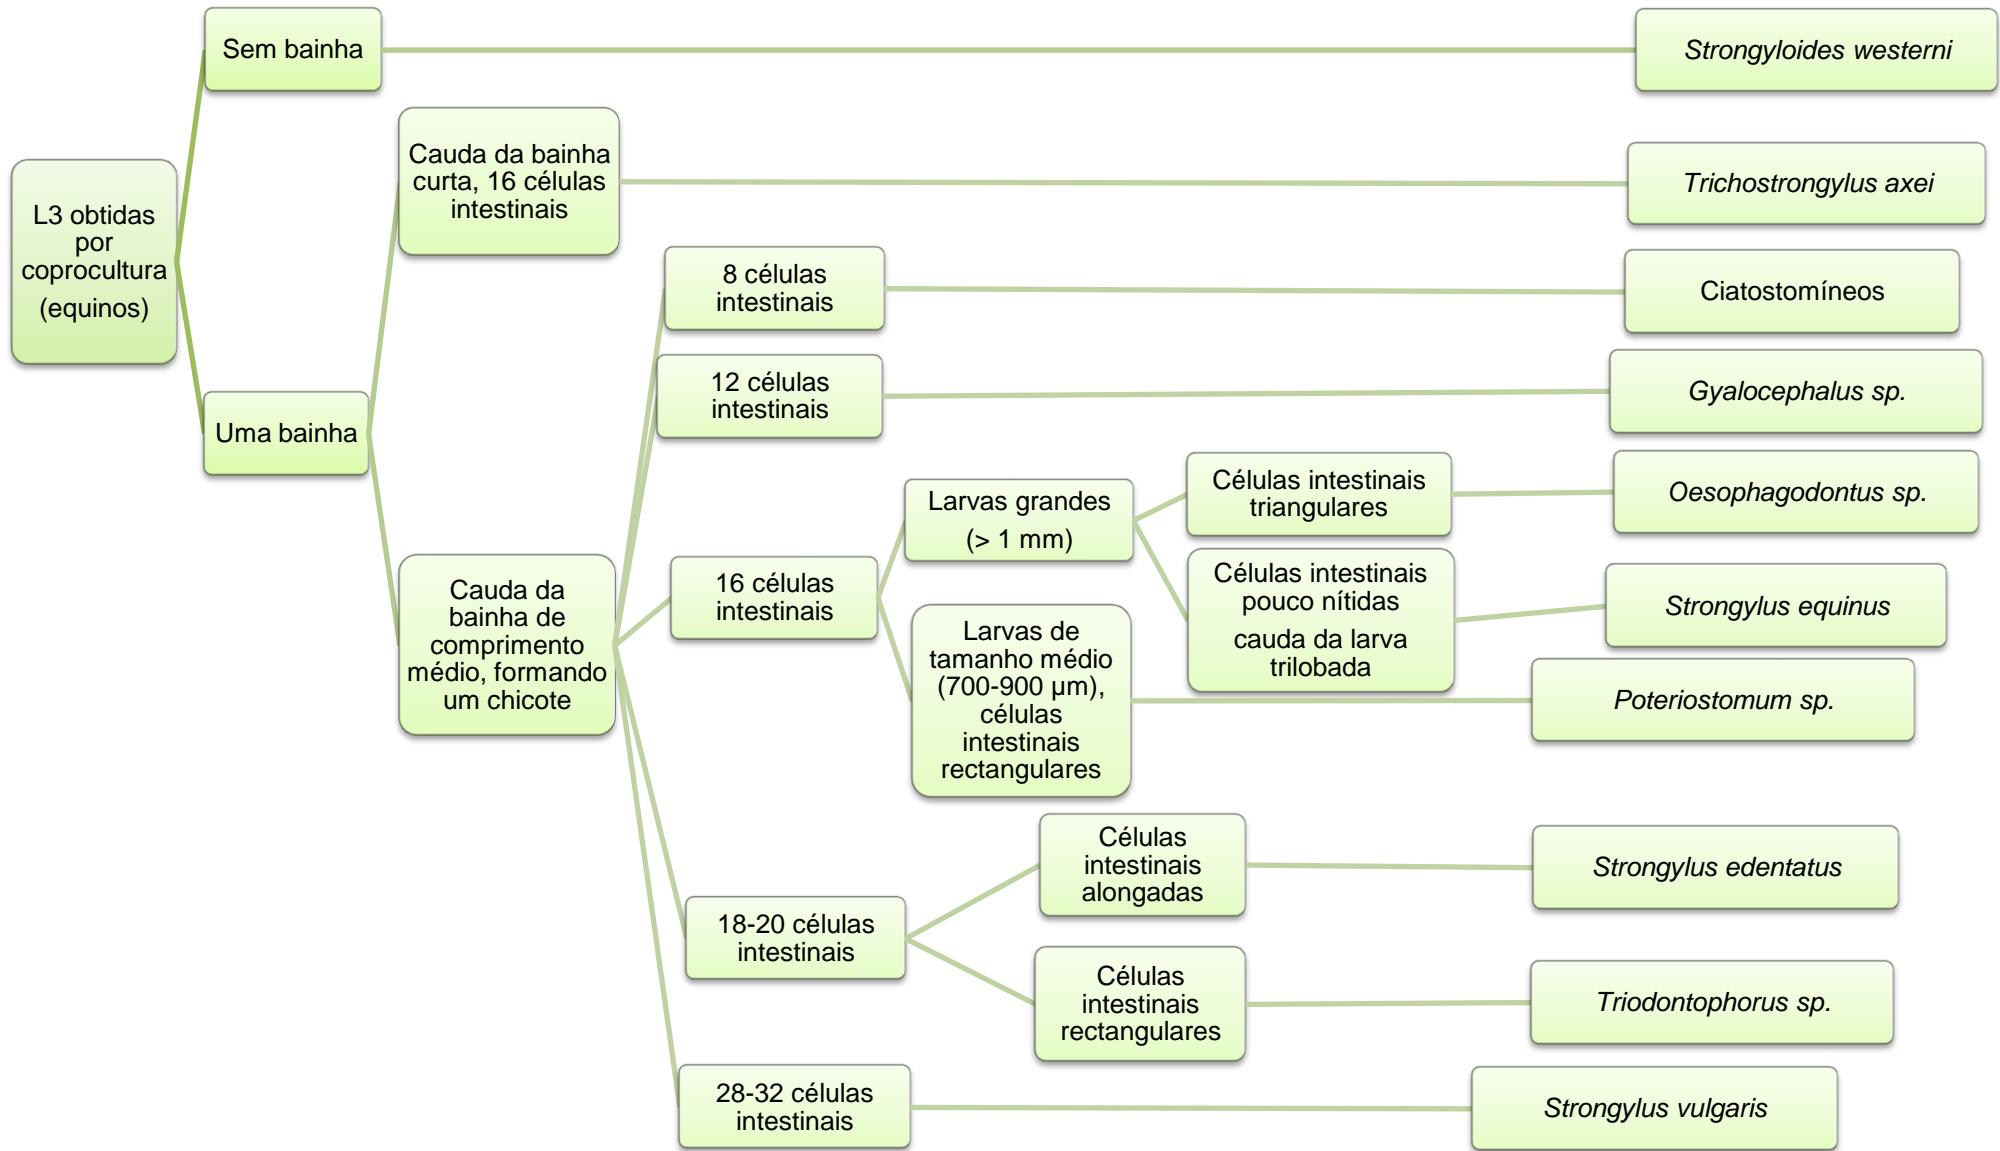 L3 obtidas
por
coprocultura
(equinos)
Sem bainha
Strongyloides westerni
Uma bainha
Cauda da bainha
curta, 16 células
intestinais
Trichostrongylus axei
Cauda da
bainha de
comprimento
médio, formando
um chicote
8 células
intestinais
Ciatostomíneos
12 células
intestinais
Gyalocephalus sp.
16 células
intestinais
Larvas grandes
(> 1 mm)
Células intestinais
triangulares
Oesophagodontus sp.
Células intestinais
pouco nítidas
cauda da larva
trilobada
Strongylus equinus
Larvas de
tamanho médio
(700-900 µm),
células
intestinais
rectangulares
Poteriostomum sp.
18-20 células
intestinais
Células
intestinais
alongadas
Strongylus edentatus
Células
intestinais
rectangulares
Triodontophorus sp.
28-32 células
intestinais
Strongylus vulgaris